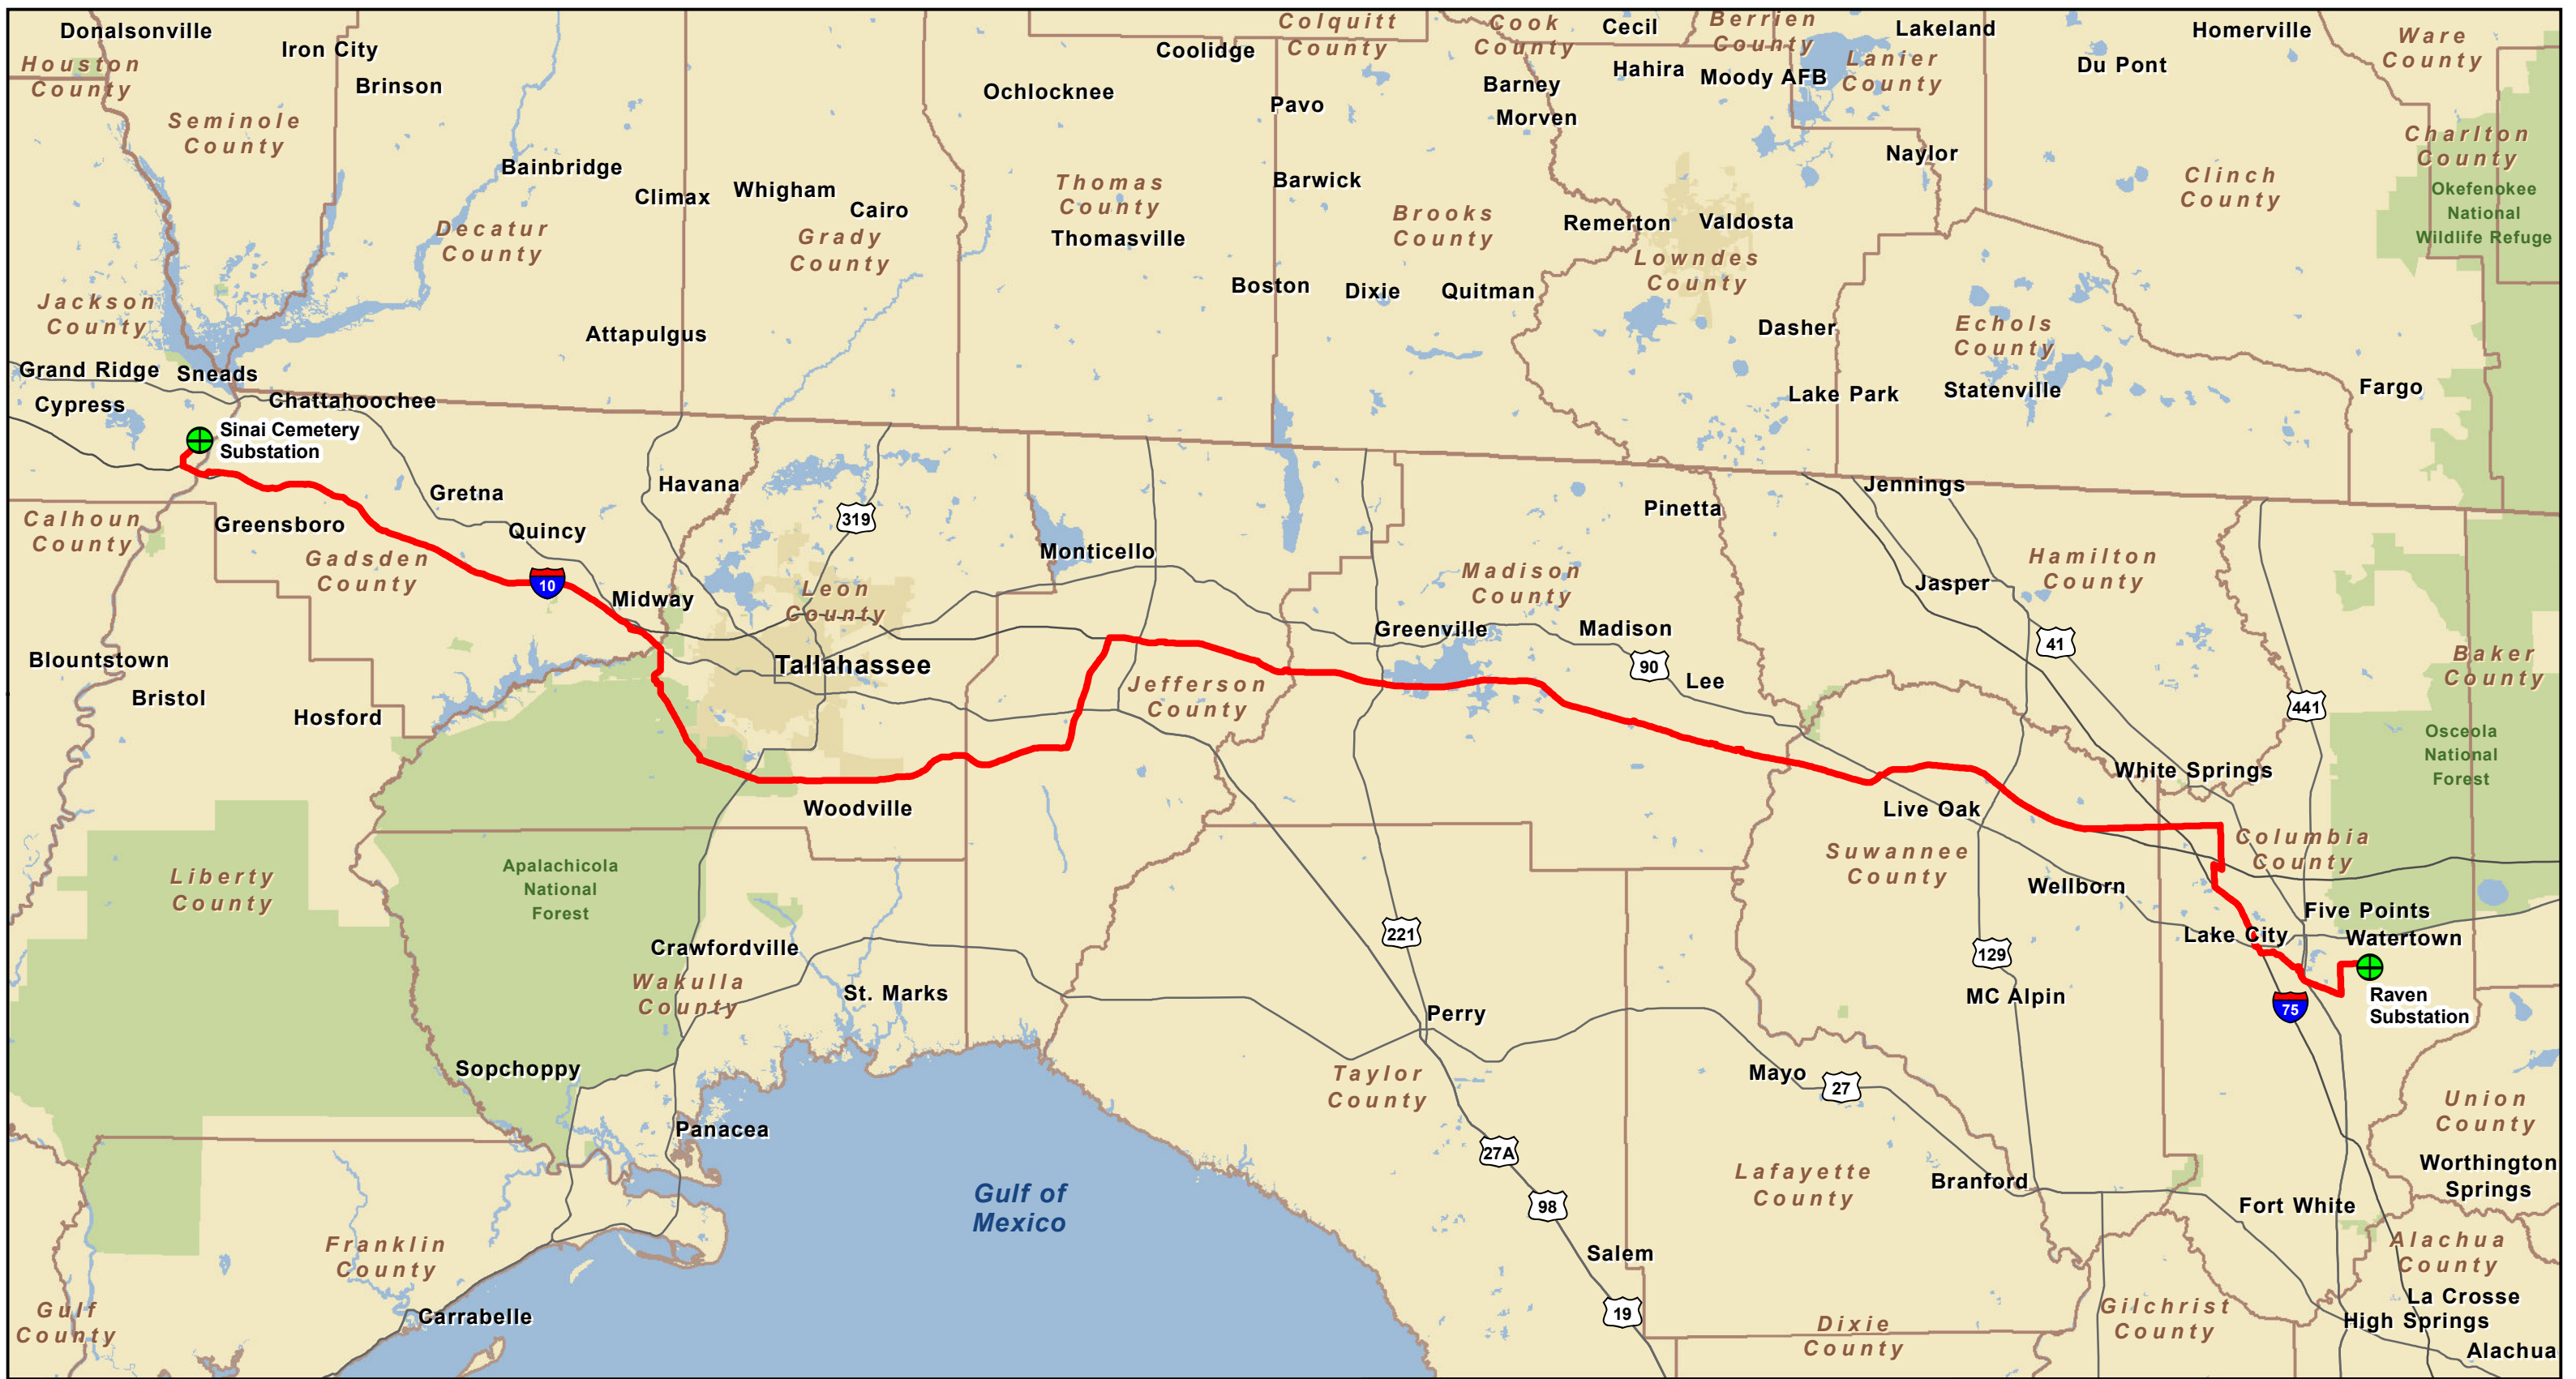 Donalsonville
Iron City
Brinson
Houston
County
Seminole
County
Bainbridge
Climax
Whigham
Cairo
Decatur
County
Grady
County
Attapulgus
Jackson
County
Coolidge
Colquitt
County
Ochlocknee
Pavo
Thomas
County
Thomasville
Barwick
Boston
Dixie
Quitman
Brooks
County
Cook
County
Cecil
Berrien
County
Barney
Hahira
Moody AFB
Morven
Lakeland
Lanier
County
Du Pont
Homerville
Ware
County
Naylor
Clinch
County
Charlton
County
Okefenokee
National
Wildlife Refuge
Remerton
Valdosta
Lowndes
County
Dasher
Echols
County
Lake Park
Statenville
Fargo
Grand Ridge
Sneads
Cypress
Chattahoochee
Sinai Cemetery
Substation
Gretna
Havana
Calhoun
County
Greensboro
Quincy
Gadsden
County
10
Midway
319
Leon
County
Tallahassee
Monticello
Jefferson
County
Greenville
Madison
County
Madison
90
Lee
Pinetta
Jennings
Jasper
Hamilton
County
41
441
Baker
County
Osceola
National
Forest
Blountstown
Bristol
Hosford
Woodville
White Springs
Live Oak
Suwannee
County
Columbia
County
Wellborn
Five Points
Lake City
Watertown
Raven
Substation
75
Liberty
County
Apalachicola
National
Forest
Crawfordville
Wakulla
County
St. Marks
221
129
MC Alpin
Perry
Sopchoppy
Taylor
County
Mayo
27
Union
County
Panacea
27A
Gulf of
Mexico
98
Lafayette
County
Branford
Worthington
Springs
Fort White
Franklin
County
Salem
Alachua
County
Gulf
County
Carrabelle
19
Dixie
County
Gilchrist
County
La Crosse
High Springs
Alachua